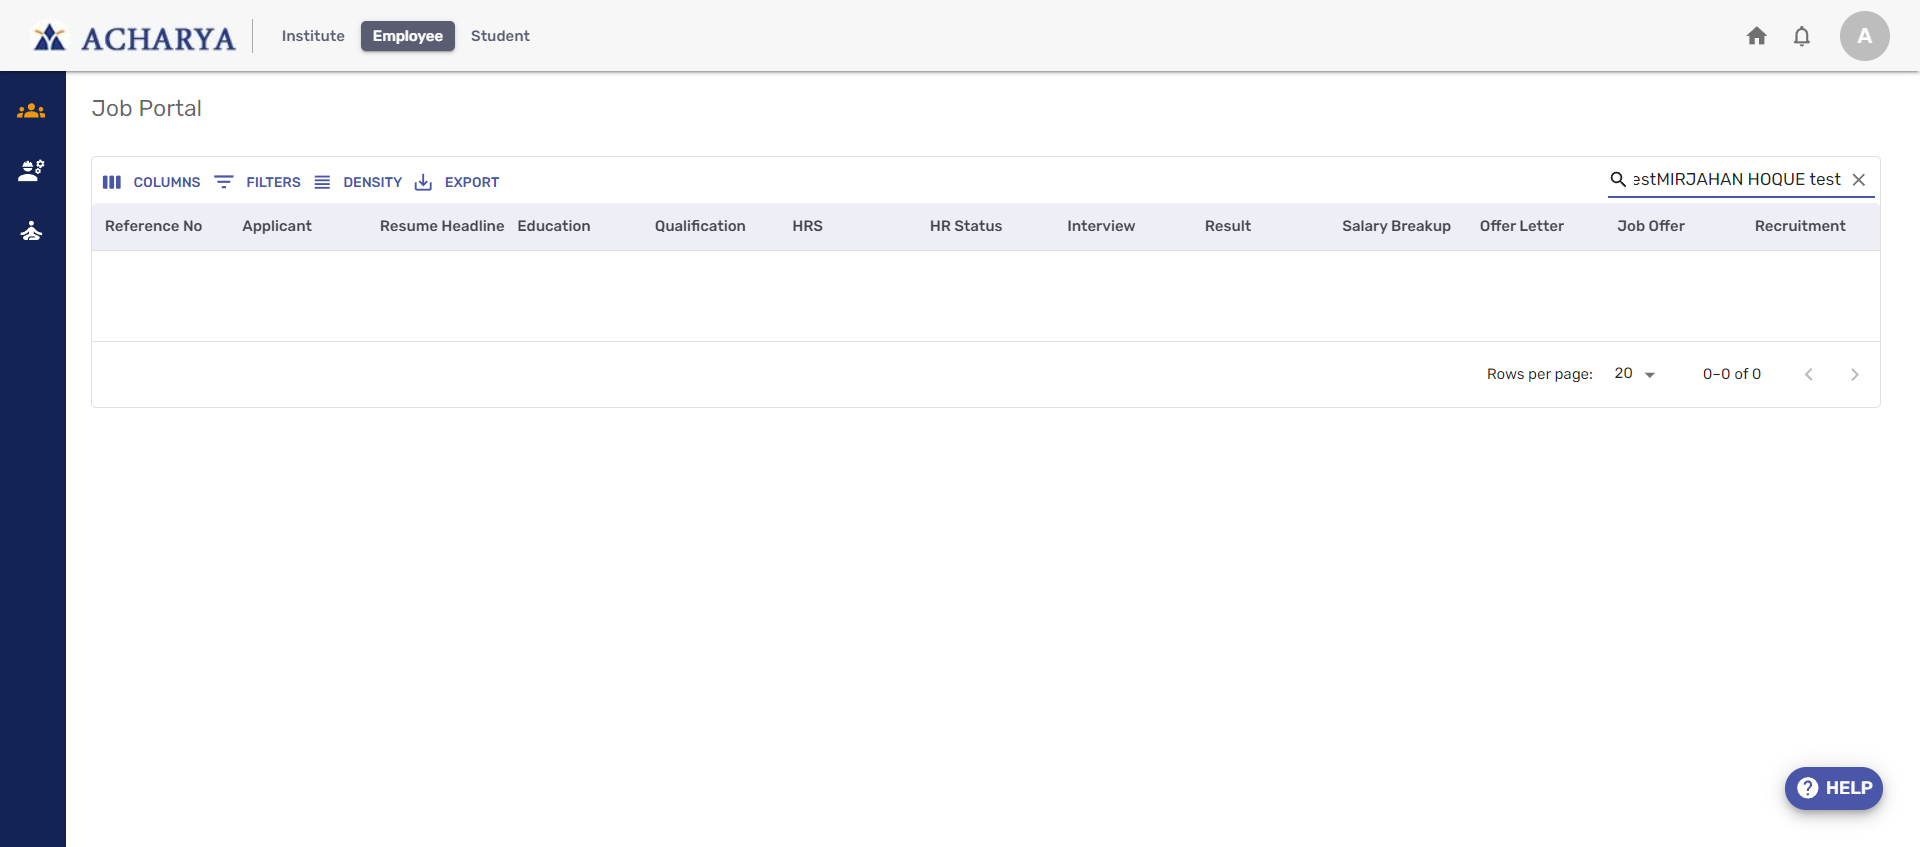 ACHARYA
Institute
Employee
Student
A
Job Portal
COLUMNS
FILTERS
DENSITY
EXPORT
estMIRJAHAN HOQUE test
Reference No
Applicant
Resume Headline
Education
Qualification
HRS
HR Status
Interview
Result
Salary Breakup
Offer Letter
Job Offer
Recruitment
Rows per page:
20
0–0 of 0
HELP